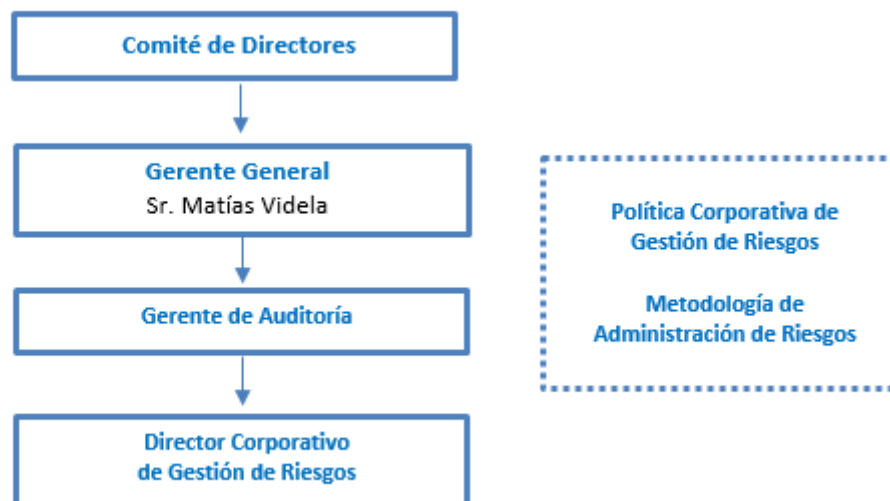 Comité de Directores
Gerente General
Sr. Matías Videla
Gerente de Auditoría
Director Corporativo
de Gestión de Riesgos
Política Corporativa de
Gestión de Riesgos
Metodología de
Administración de Riesgos